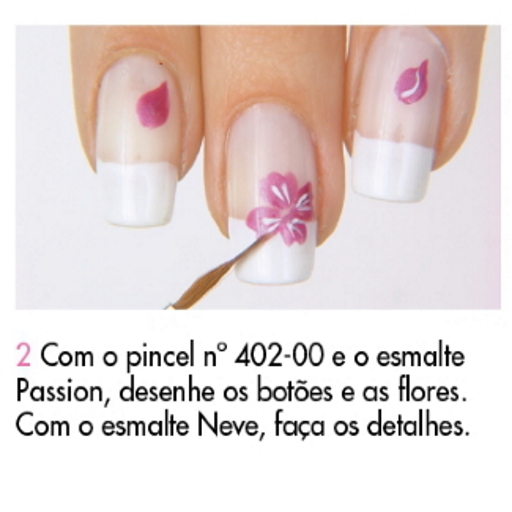 2 Com o pincel nº 402-00 e o esmalte
Passion, desenhe os botões e as flores.
Com o esmalte Neve, faça os detalhes.